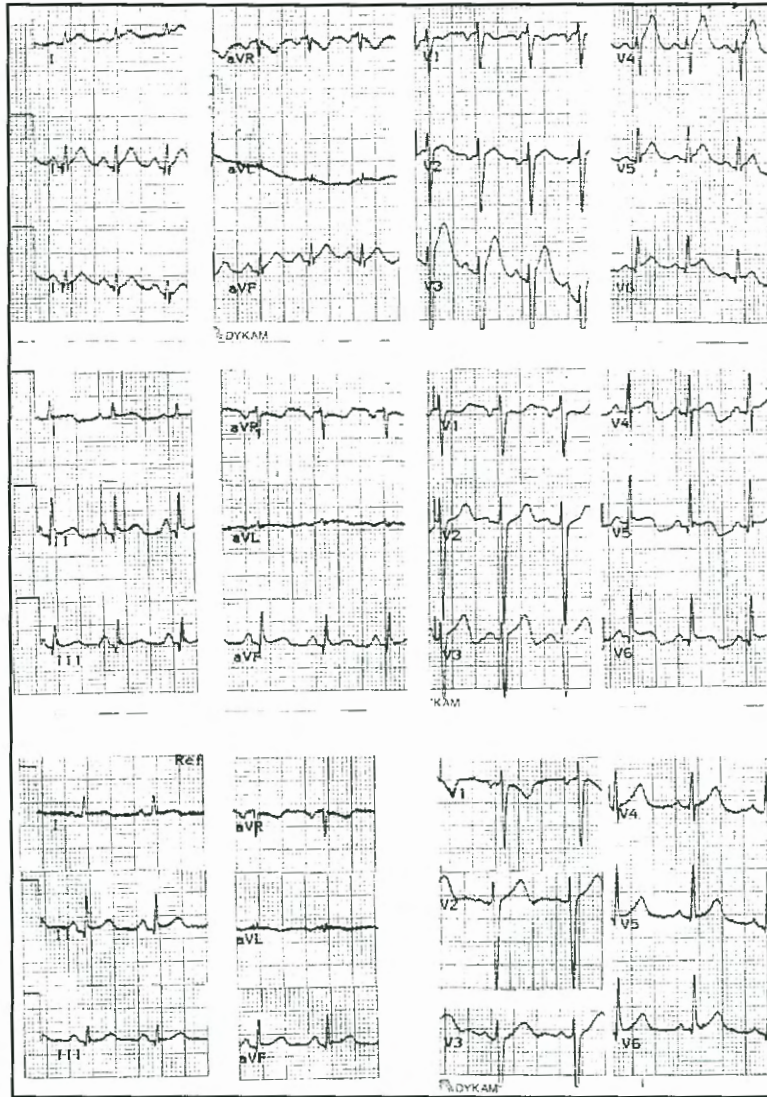 I aVR V1 V4
II aVL V2 V5
III aVF V3 V6
DYKAM
I aVR V1 V4
II aVL V2 V5
III aVF V3 V6
KAM
Ref
I aVR V1 V4
II aVL V2 V5
III aVF V3 V6
DYKAM